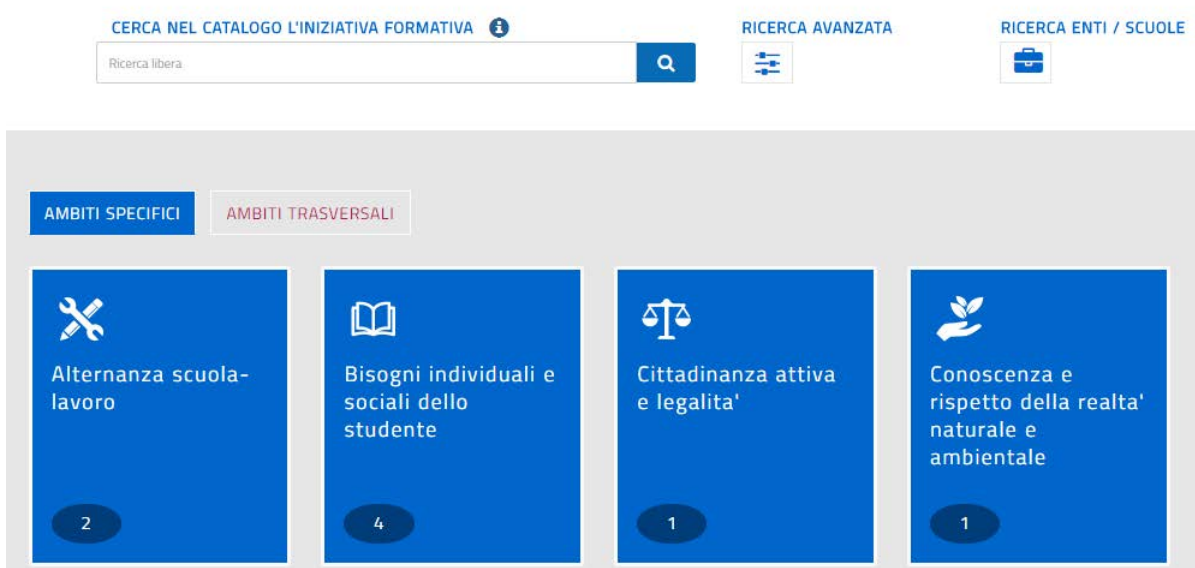 CERCA NEL CATALOGO L'INIZIATIVA FORMATIVA
RICERCA AVANZATA
RICERCA ENTI / SCUOLE
Ricerca libera
AMBITI SPECIFICI
AMBITI TRASVERSALI
Alternanza scuola-
lavoro
2
Bisogni individuali e
sociali dello
studente
4
Cittadinanza attiva
e legalita'
1
Conoscenza e
rispetto della realta'
naturale e
ambientale
1